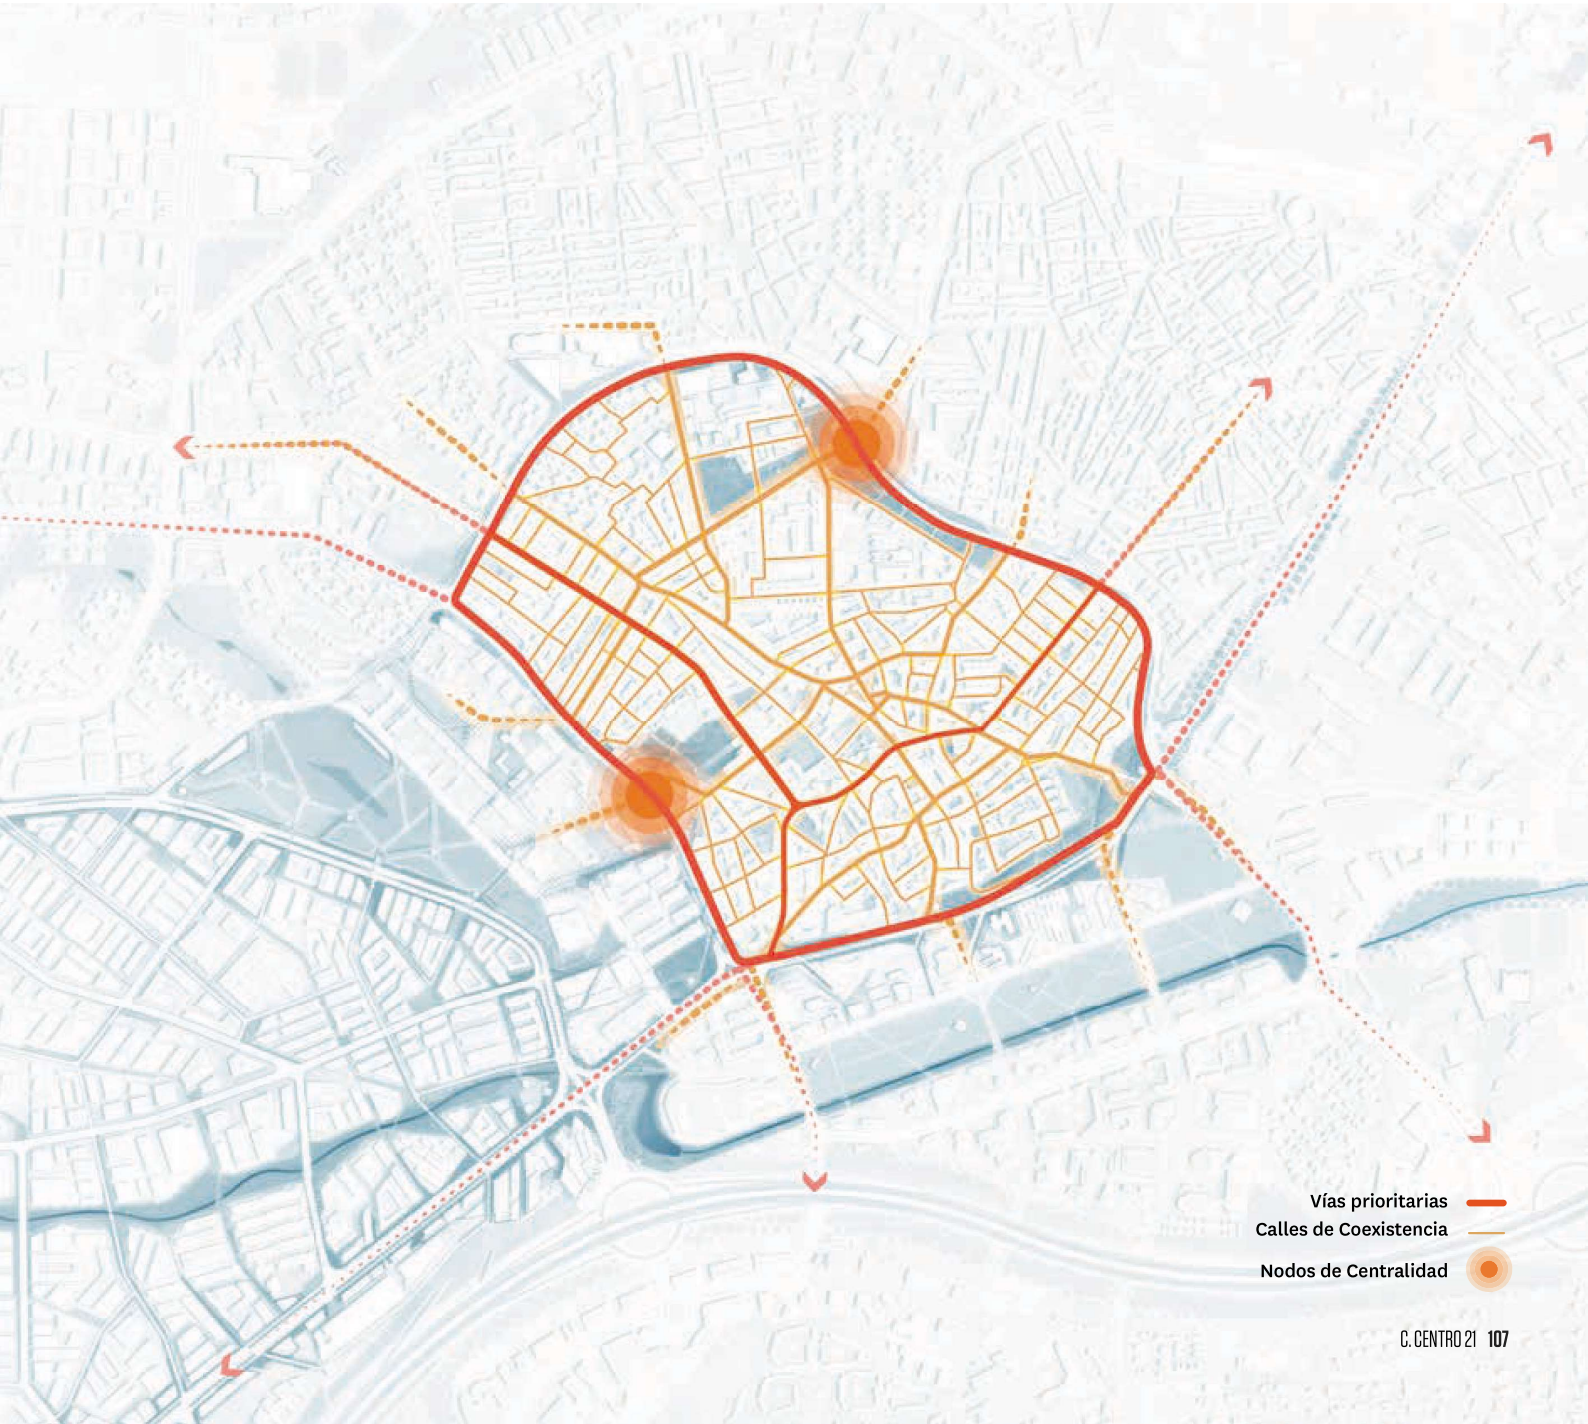 Vías prioritarias
Calles de Coexistencia
Nodos de Centralidad
C. CENTRO 21 107